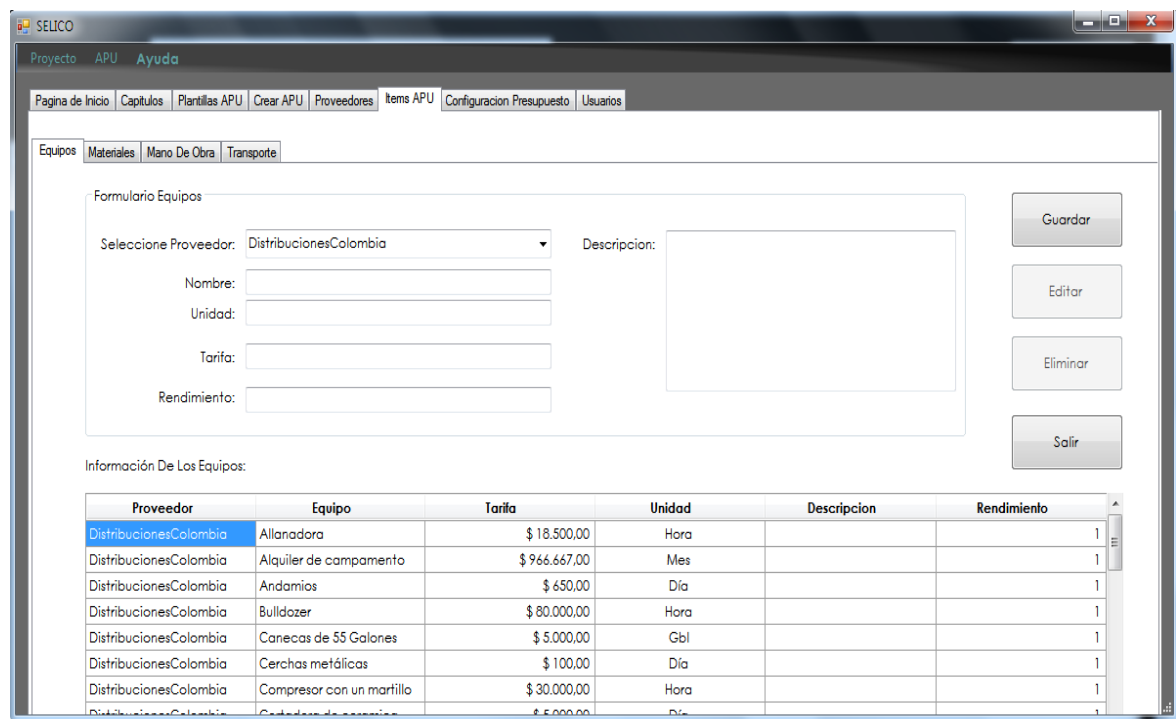 SELICO
Proyecto APU Ayuda
Pagina de Inicio Capitulos Plantillas APU Crear APU Proveedores Items APU Configuracion Presupuesto Usuarios
Equipos Materiales Mano De Obra Transporte
Formulario Equipos
Seleccione Proveedor: DistribucionesColombia
Descripcion:
Nombre:
Unidad:
Tarifa:
Rendimiento:
Guardar
Editar
Eliminar
Salir
Información De Los Equipos:
Proveedor Equipo Tarifa Unidad Descripcion Rendimiento
DistribucionesColombia Allanadora $ 18.500,00 Hora 1
DistribucionesColombia Alquiler de campamento $ 966.667,00 Mes 1
DistribucionesColombia Andamios $ 650,00 Día 1
DistribucionesColombia Bulldozer $ 80.000,00 Hora 1
DistribucionesColombia Canecas de 55 Galones $ 5.000,00 Gbl 1
DistribucionesColombia Cerchas metálicas $ 100,00 Día 1
DistribucionesColombia Compresor con un martillo $ 30.000,00 Hora 1